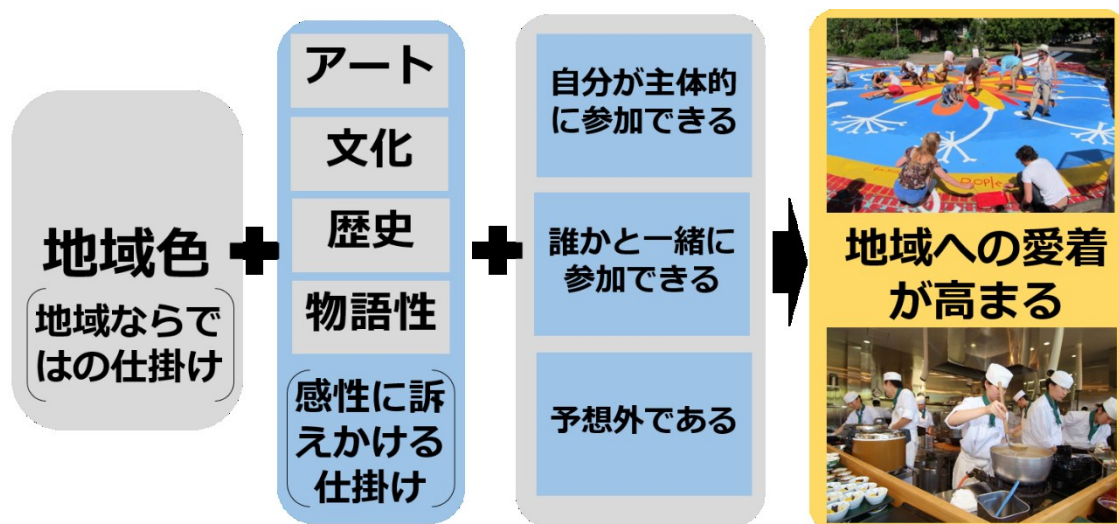 地域色
地域ならで
はの仕掛け
アート
文化
歴史
物語性
感性に訴
えかける
仕掛け
自分が主体的
に参加できる
誰かと一緒に
参加できる
予想外である
地域への愛着
が高まる